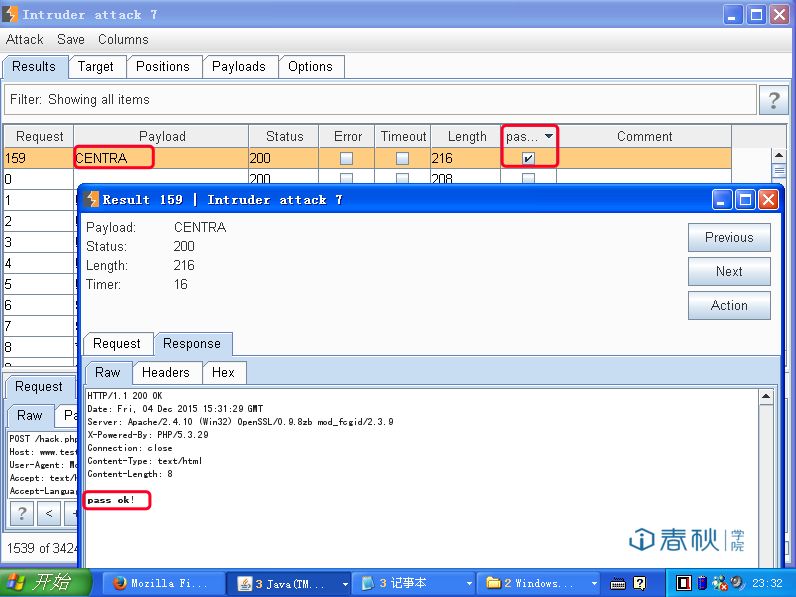 Intruder attack 7
Attack Save Columns
Results Target Positions Payloads Options
Filter: Showing all items
?
Request Payload Status Error Timeout Length pas... Comment
159 CENTRA 200 216
0 200 208
1
2
3
4
5
6
7
8
Result 159 | Intruder attack 7
Payload: CENTRA
Status: 200
Length: 216
Timer: 16
Previous
Next
Action
Request Response
Raw Headers Hex
HTTP/1.1 200 OK
Date: Fri, 04 Dec 2015 15:31:29 GMT
Server: Apache/2.4.10 (Win32) OpenSSL/0.9.8zb mod_fcgid/2.3.9
X-Powered-By: PHP/5.3.29
Connection: close
Content-Type: text/html
Content-Length: 8
pass ok!
Request
Raw Pa
POST /hack.php
Host: www.test
User-Agent: Mo
Accept: text/h
Accept-Languag
? < +
1539 of 3424
春秋学院
开始 Mozilla Fi... 3 Java(TM... 3 记事本 2 Windows... 23:32